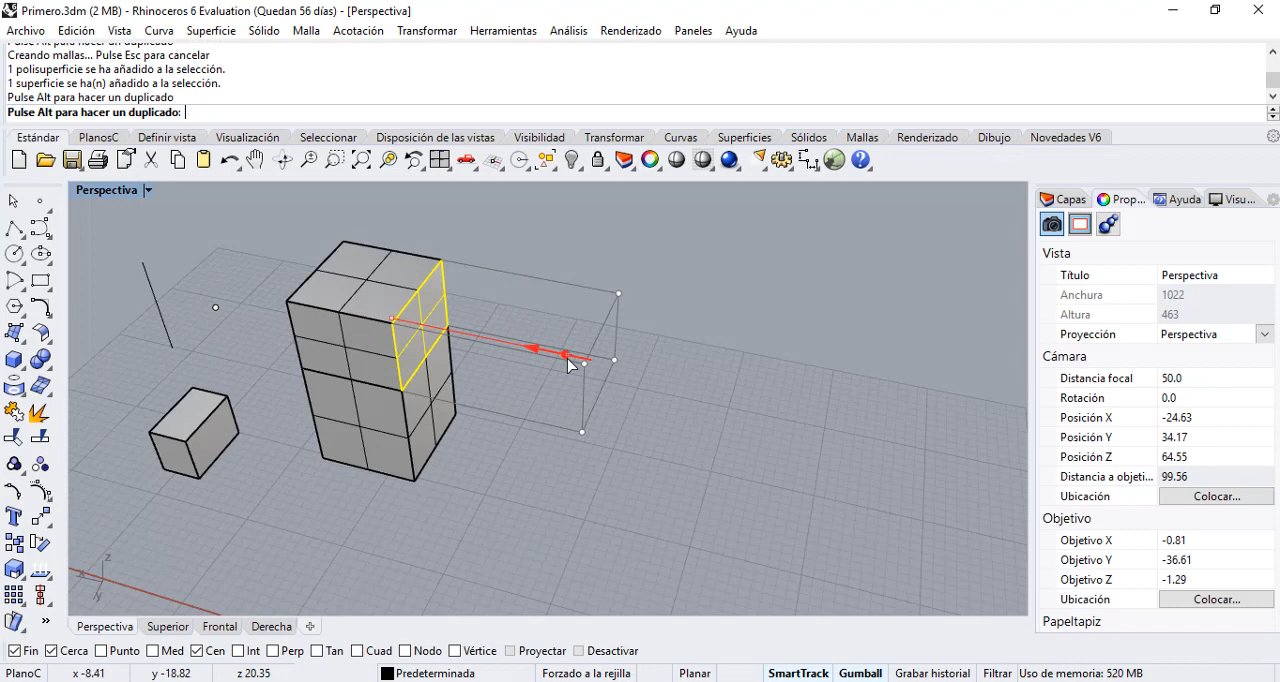 Primero.3dm (2 MB) - Rhinoceros 6 Evaluation (Quedan 56 días) - [Perspectiva]
Archivo Edición Vista Curva Superficie Sólido Malla Acotación Transformar Herramientas Análisis Renderizado Paneles Ayuda
Pulse Alt para hacer un duplicado
Creando mallas... Pulse Esc para cancelar
1 polisuperficie se ha añadido a la selección.
1 superficie se ha(n) añadido a la selección.
Pulse Alt para hacer un duplicado
Pulse Alt para hacer un duplicado:
Estándar PlanosC Definir vista Visualización Seleccionar Disposición de las vistas Visibilidad Transformar Curvas Superficies Sólidos Mallas Renderizado Dibujo Novedades V6
Perspectiva
Capas Prop... Ayuda Visu...
Vista
Título Perspectiva
Anchura 1022
Altura 463
Proyección Perspectiva
Cámara
Distancia focal 50.0
Rotación 0.0
Posición X -24.63
Posición Y 34.17
Posición Z 64.55
Distancia a objeti... 99.56
Ubicación Colocar...
Objetivo
Objetivo X -0.81
Objetivo Y -36.61
Objetivo Z -1.29
Ubicación Colocar...
Papeltapiz
z
x
y
Perspectiva Superior Frontal Derecha
Fin Cerca Punto Med Cen Int Perp Tan Cuad Nodo Vértice Proyectar Desactivar
PlanoC x -8.41 y -18.82 z 20.35 Predeterminada Forzado a la rejilla Planar SmartTrack Gumball Grabar historial Filtrar Uso de memoria: 520 MB